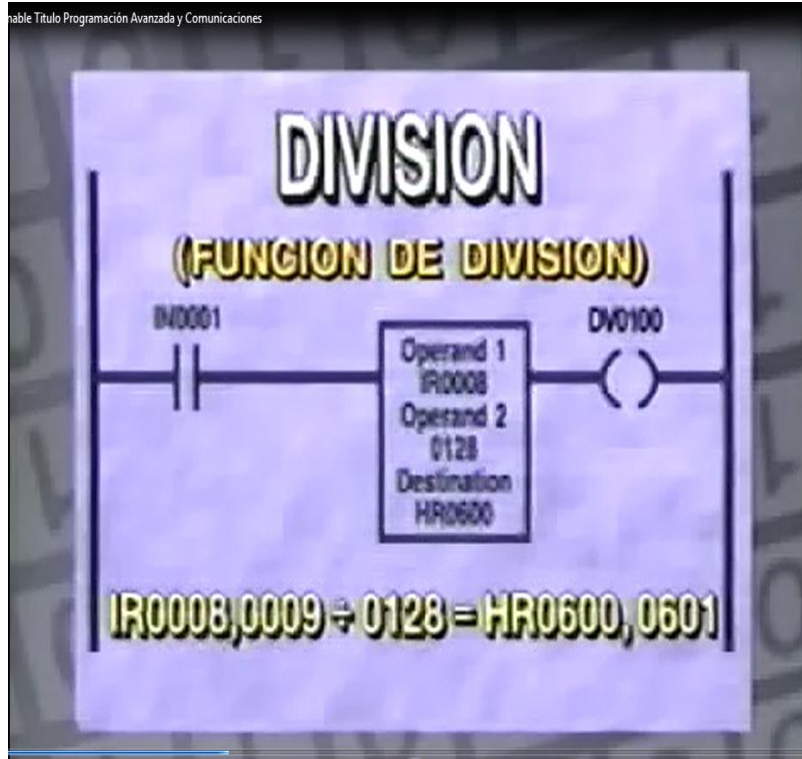 nable Titulo Programación Avanzada y Comunicaciones
DIVISION
(FUNCION DE DIVISION)
IN0001
DV0100
Operand 1
IR0008
Operand 2
0128
Destination
HR0600
IR0008,0009 ÷ 0128 = HR0600, 0601